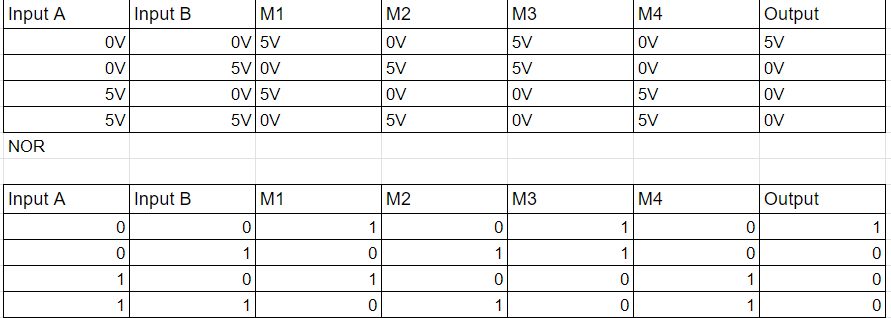 Input A Input B M1 M2 M3 M4 Output
0V 0V 5V 0V 5V 0V 5V
0V 5V 0V 5V 5V 0V 0V
5V 0V 5V 0V 0V 5V 0V
5V 5V 0V 5V 0V 5V 0V
NOR
Input A Input B M1 M2 M3 M4 Output
0 0 1 0 1 0 1
0 1 0 1 1 0 0
1 0 1 0 0 1 0
1 1 0 1 0 1 0